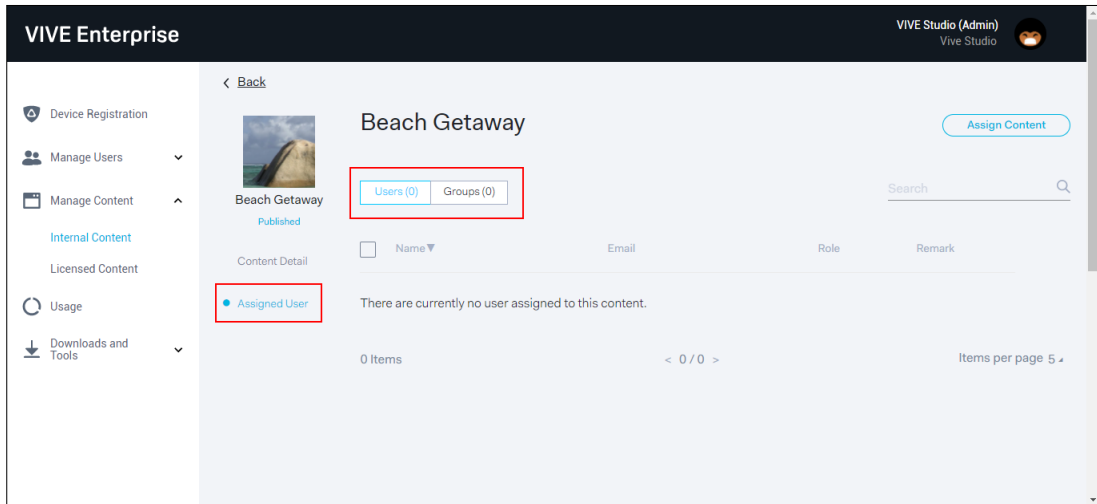 VIVE Enterprise
VIVE Studio (Admin)
Vive Studio
Back
Device Registration
Manage Users
Manage Content
Internal Content
Licensed Content
Usage
Downloads and
Tools
Beach Getaway
Published
Content Detail
Assigned User
Beach Getaway
Assign Content
Users (0) Groups (0)
Search
Name▼ Email Role Remark
There are currently no user assigned to this content.
0 Items < 0 / 0 > Items per page 5